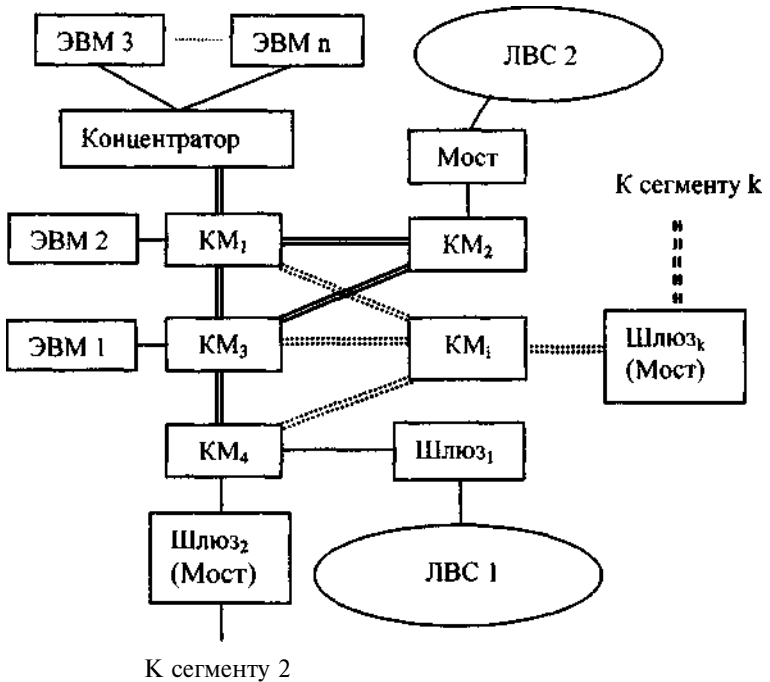 ЭВМ 3
ЭВМ n
ЛВС 2
Концентратор
Мост
К сегменту k
ЭВМ 2
КМ₁
КМ₂
ЭВМ 1
КМ₃
КМᵢ
Шлюзₖ
(Мост)
КМ₄
Шлюз₁
Шлюз₂
(Мост)
ЛВС 1
К сегменту 2